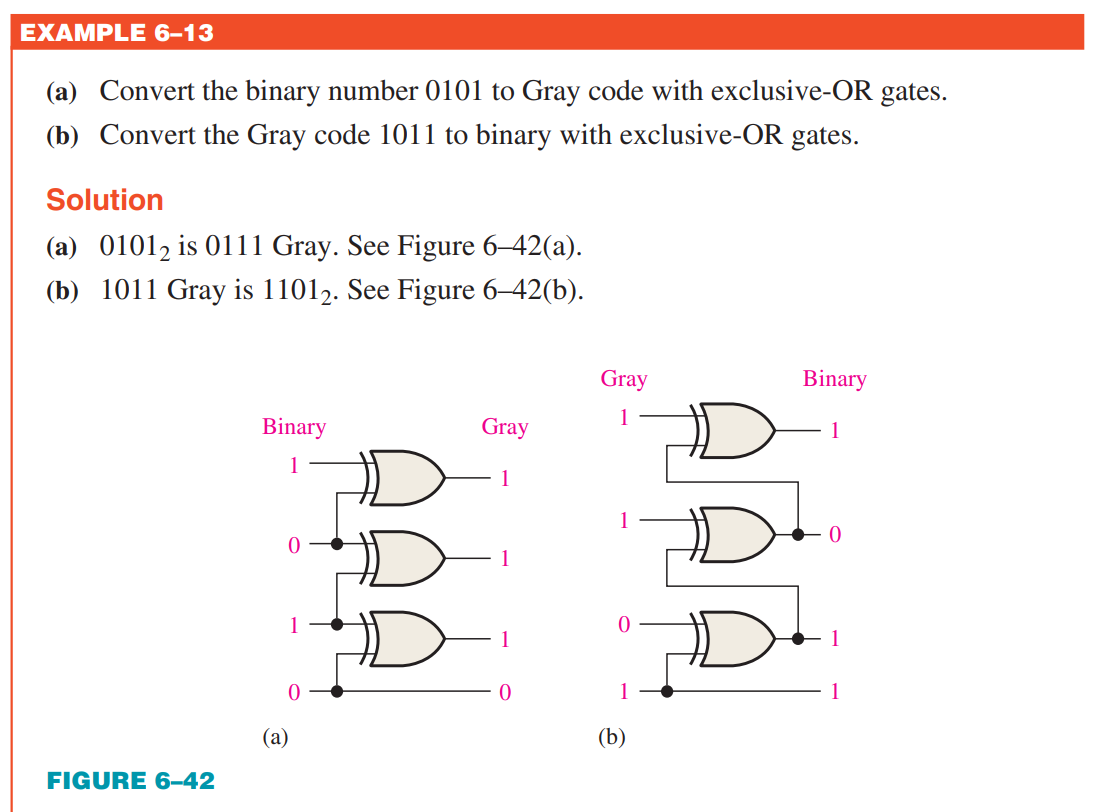 EXAMPLE 6–13
(a) Convert the binary number 0101 to Gray code with exclusive-OR gates.
(b) Convert the Gray code 1011 to binary with exclusive-OR gates.
Solution
(a) 0101₂ is 0111 Gray. See Figure 6–42(a).
(b) 1011 Gray is 1101₂. See Figure 6–42(b).
Binary Gray
1 1
0 1
1 1
0 0
(a)
Gray Binary
1 1
1 0
0 1
1 1
(b)
FIGURE 6–42